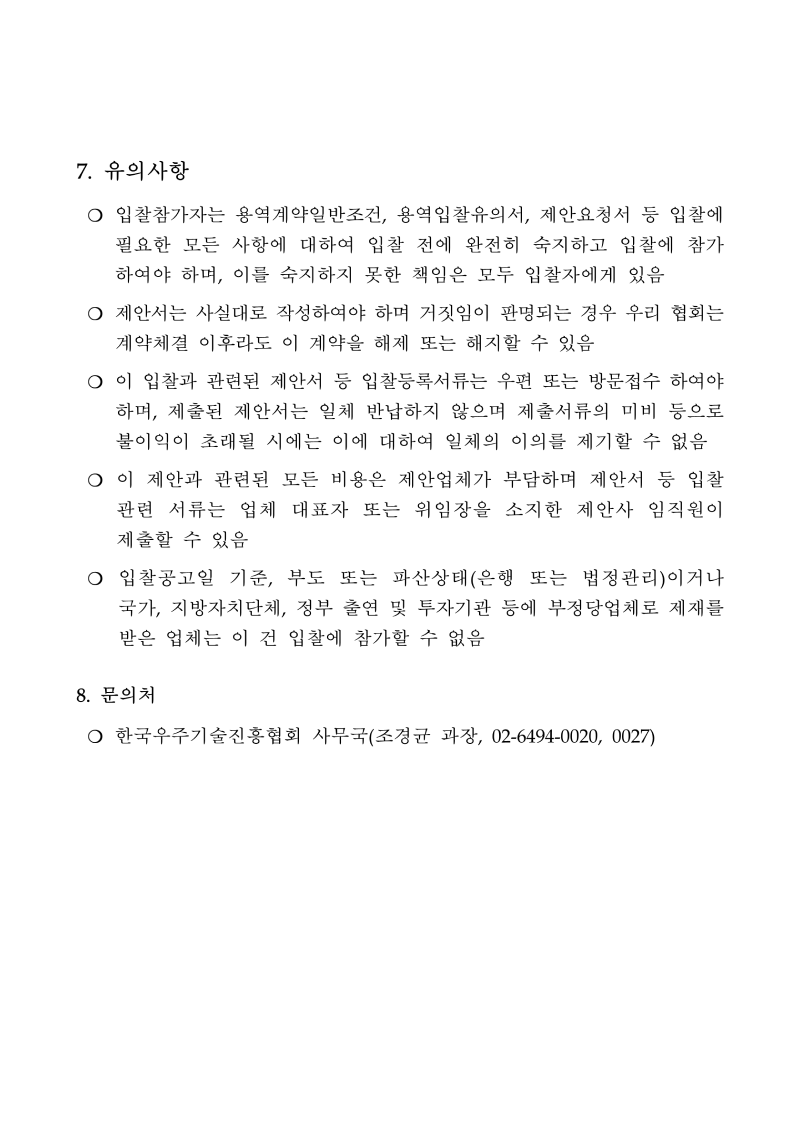 7. 유의사항
❍ 입찰참가자는 용역계약일반조건, 용역입찰유의서, 제안요청서 등 입찰에
필요한 모든 사항에 대하여 입찰 전에 완전히 숙지하고 입찰에 참가
하여야 하며, 이를 숙지하지 못한 책임은 모두 입찰자에게 있음
❍ 제안서는 사실대로 작성하여야 하며 거짓임이 판명되는 경우 우리 협회는
계약체결 이후라도 이 계약을 해제 또는 해지할 수 있음
❍ 이 입찰과 관련된 제안서 등 입찰등록서류는 우편 또는 방문접수 하여야
하며, 제출된 제안서는 일체 반납하지 않으며 제출서류의 미비 등으로
불이익이 초래될 시에는 이에 대하여 일체의 이의를 제기할 수 없음
❍ 이 제안과 관련된 모든 비용은 제안업체가 부담하며 제안서 등 입찰
관련 서류는 업체 대표자 또는 위임장을 소지한 제안사 임직원이
제출할 수 있음
❍ 입찰공고일 기준, 부도 또는 파산상태(은행 또는 법정관리)이거나
국가, 지방자치단체, 정부 출연 및 투자기관 등에 부정당업체로 제재를
받은 업체는 이 건 입찰에 참가할 수 없음
8. 문의처
❍ 한국우주기술진흥협회 사무국(조경균 과장, 02-6494-0020, 0027)